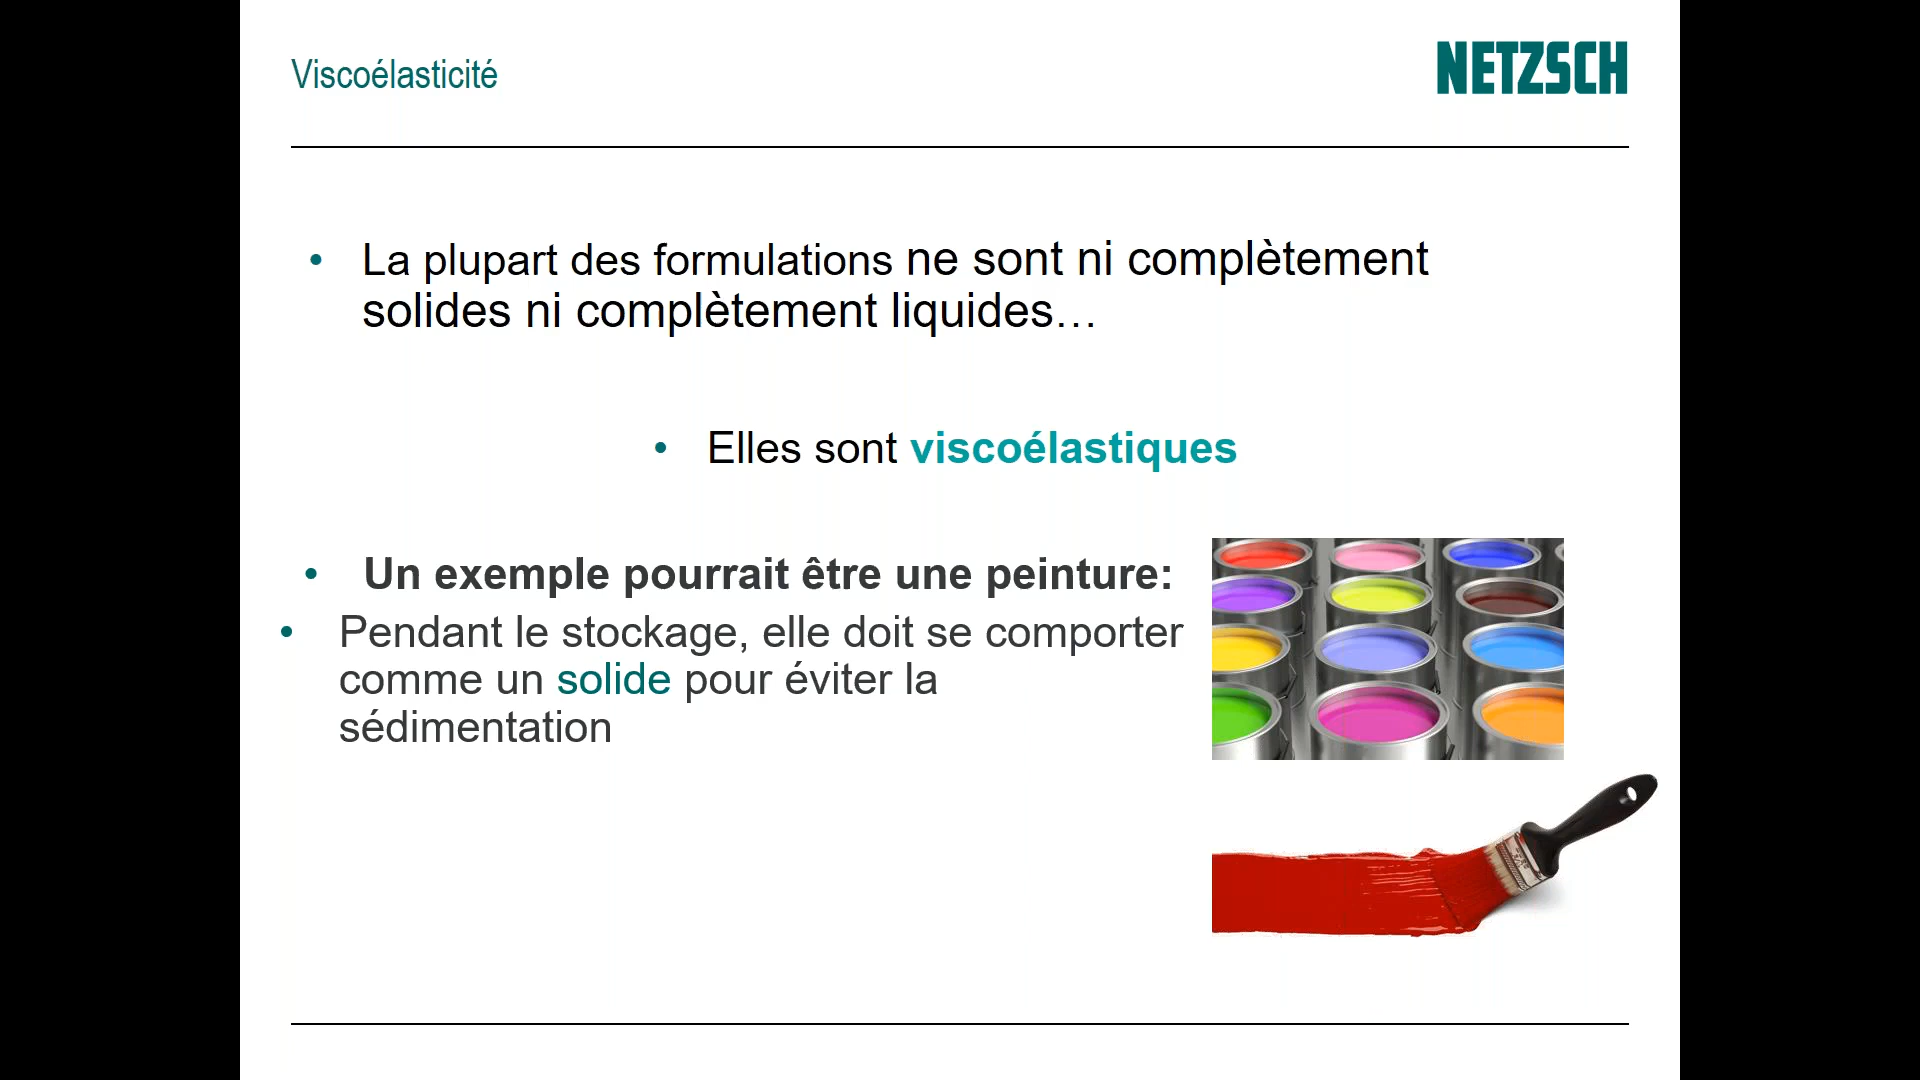 Viscoélasticité
NETZSCH
• La plupart des formulations ne sont ni complètement
solides ni complètement liquides…
• Elles sont viscoélastiques
• Un exemple pourrait être une peinture:
• Pendant le stockage, elle doit se comporter
comme un solide pour éviter la
sédimentation